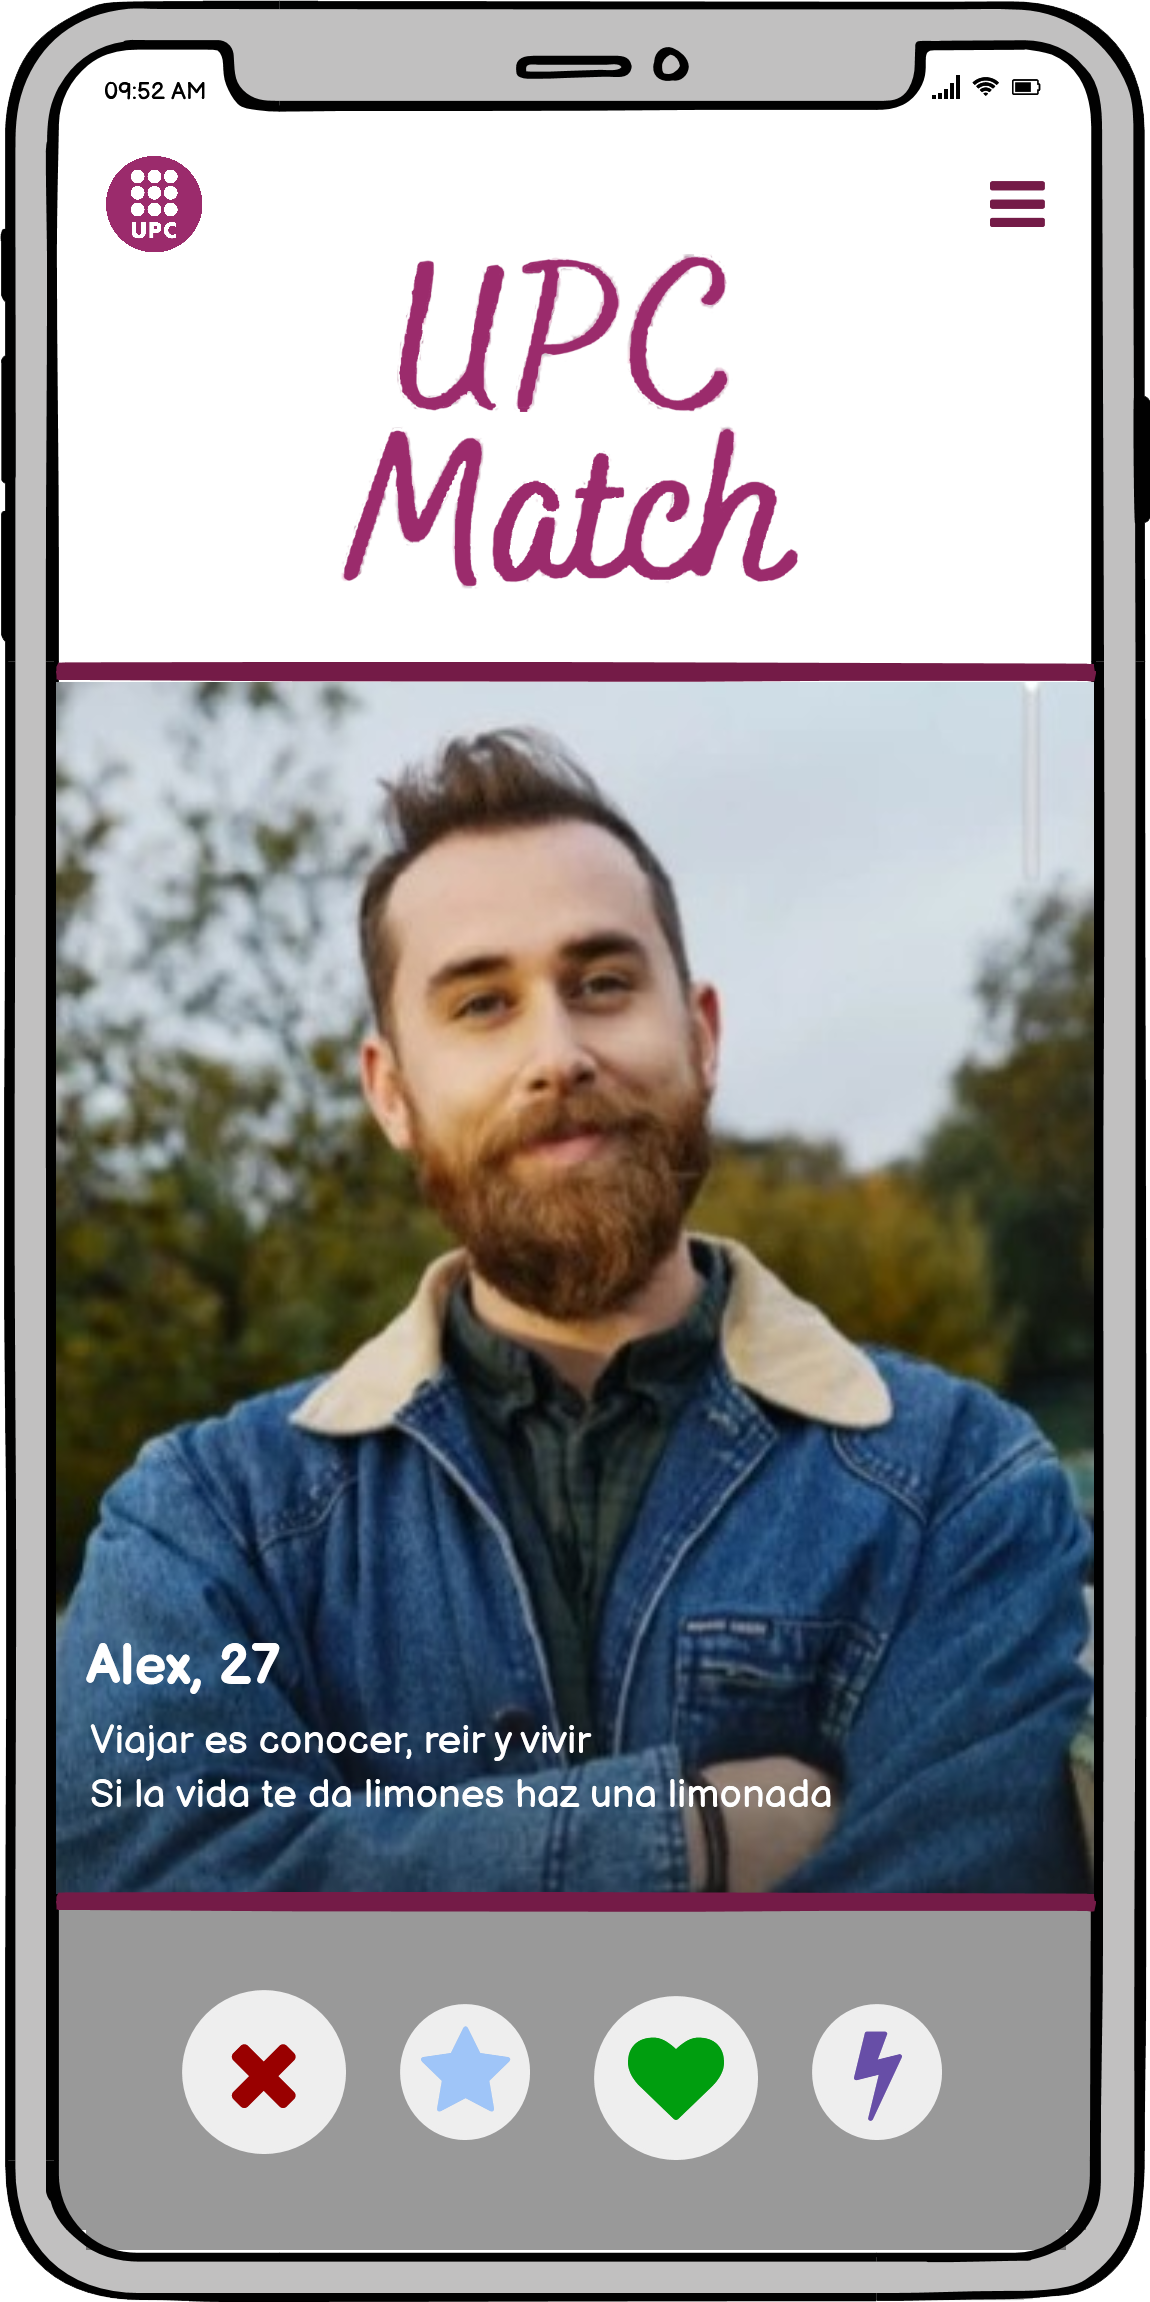 09:52 AM
UPC
UPC
Match
Alex, 27
Viajar es conocer, reir y vivir
Si la vida te da limones haz una limonada